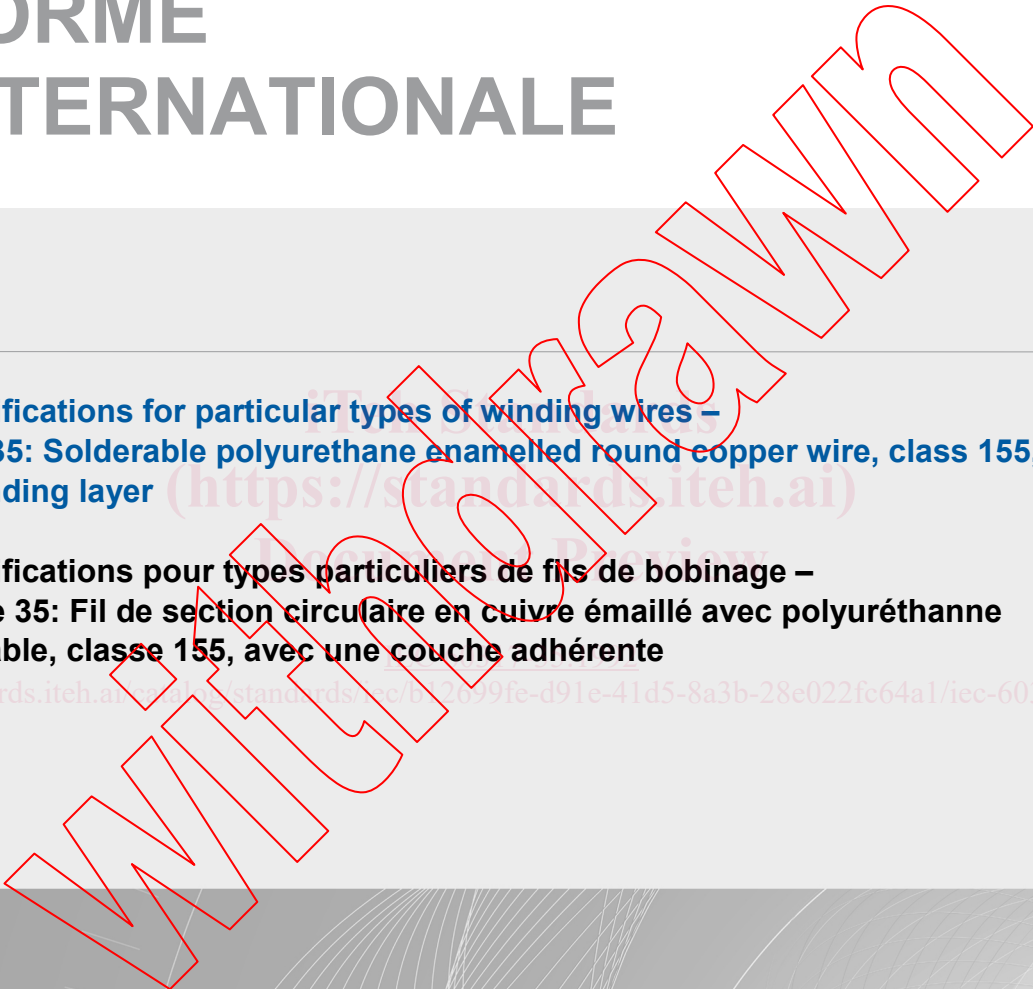 ORME
TERNATIONALE
fications for particular types of winding wires –
35: Solderable polyurethane enamelled round copper wire, class 155,
ding layer
iTeh Standards
(https://standards.iteh.ai)
Document Preview
fications pour types particuliers de fils de bobinage –
e 35: Fil de section circulaire en cuivre émaillé avec polyuréthanne
able, classe 155, avec une couche adhérente
rds.iteh.ai/catalog/standards/iec/b12699fe-d91e-41d5-8a3b-28e022fc64a1/iec-603
withdrawn